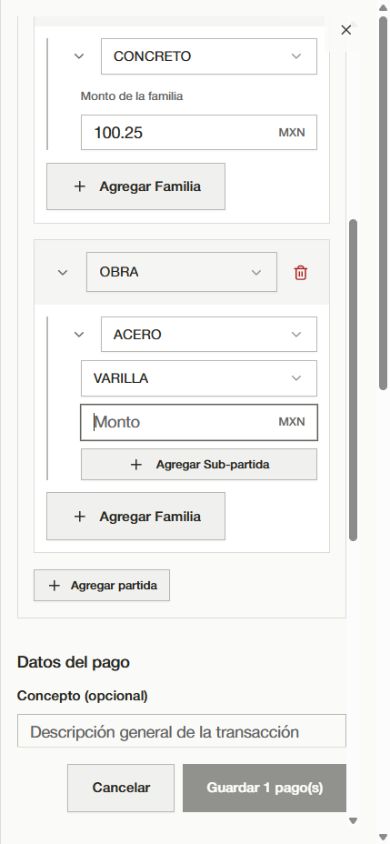 CONCRETO
Monto de la familia
100.25 MXN
+ Agregar Familia
OBRA
ACERO
VARILLA
Monto MXN
+ Agregar Sub-partida
+ Agregar Familia
+ Agregar partida
Datos del pago
Concepto (opcional)
Descripción general de la transacción
Cancelar Guardar 1 pago(s)